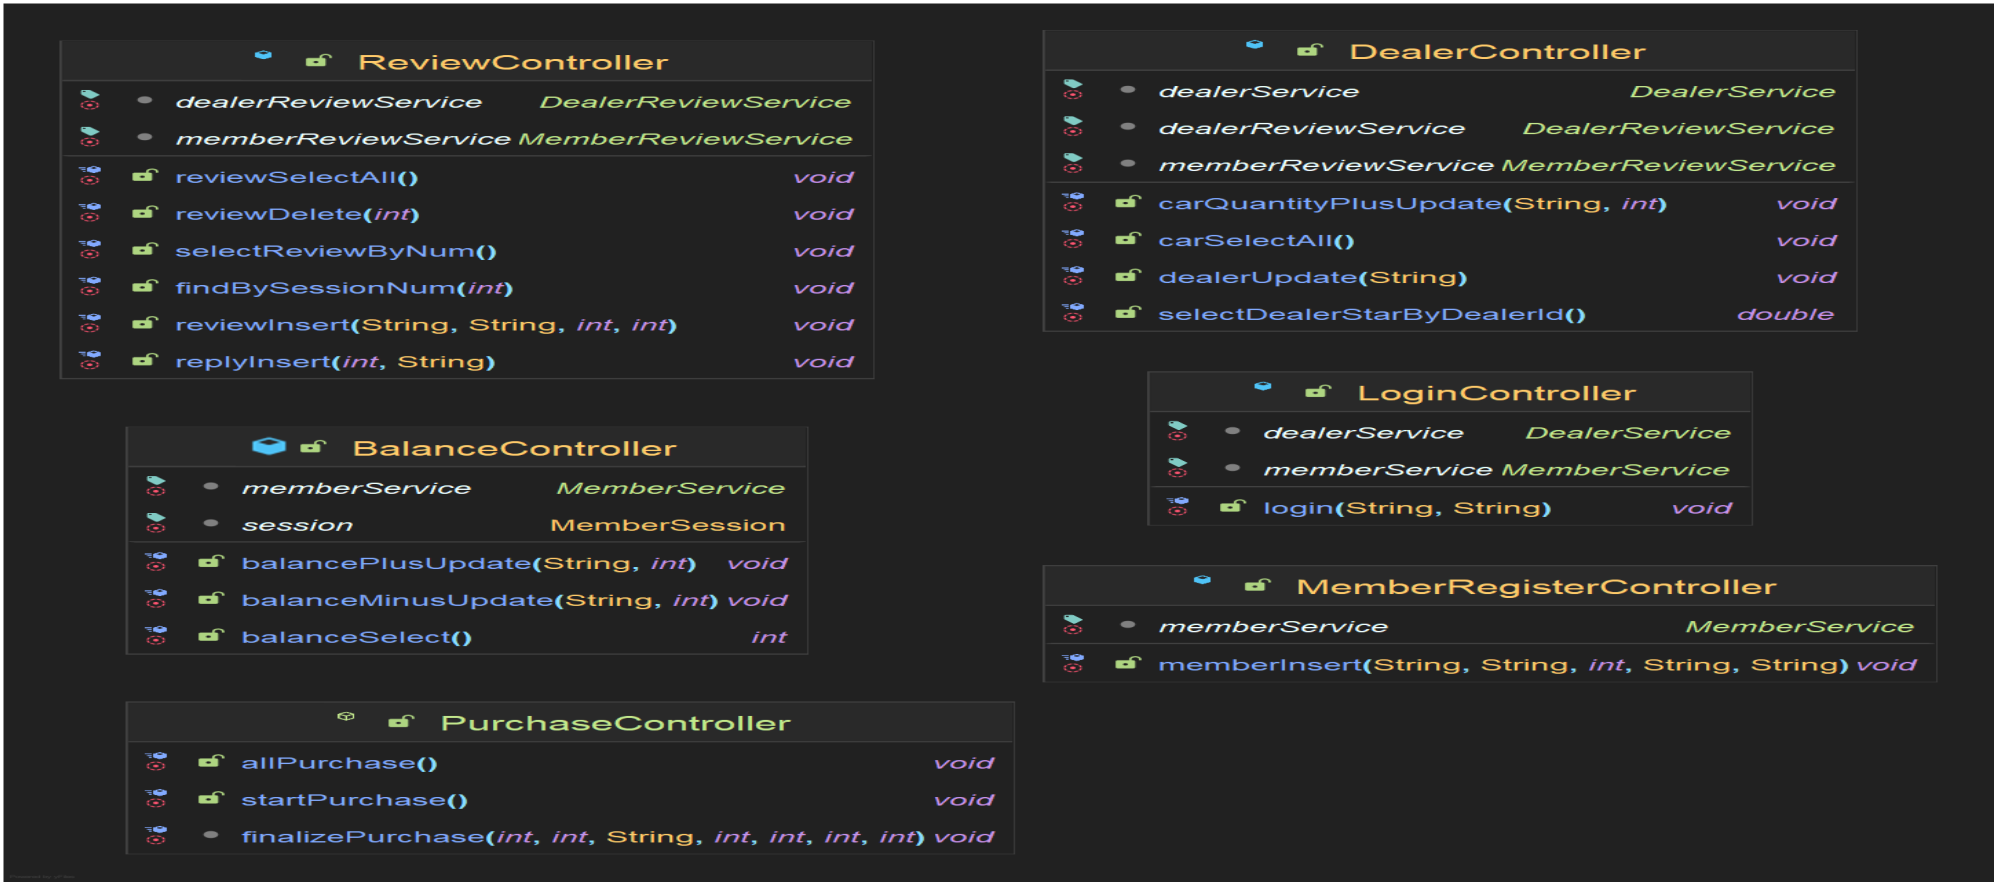 ReviewController
dealerReviewService DealerReviewService
memberReviewService MemberReviewService
reviewSelectAll() void
reviewDelete(int) void
selectReviewByNum() void
findBySessionNum(int) void
reviewInsert(String, String, int, int) void
replyInsert(int, String) void
BalanceController
memberService MemberService
session MemberSession
balancePlusUpdate(String, int) void
balanceMinusUpdate(String, int) void
balanceSelect() int
PurchaseController
allPurchase() void
startPurchase() void
finalizePurchase(int, int, String, int, int, int, int) void
DealerController
dealerService DealerService
dealerReviewService DealerReviewService
memberReviewService MemberReviewService
carQuantityPlusUpdate(String, int) void
carSelectAll() void
dealerUpdate(String) void
selectDealerStarByDealerId() double
LoginController
dealerService DealerService
memberService MemberService
login(String, String) void
MemberRegisterController
memberService MemberService
memberInsert(String, String, int, String, String) void